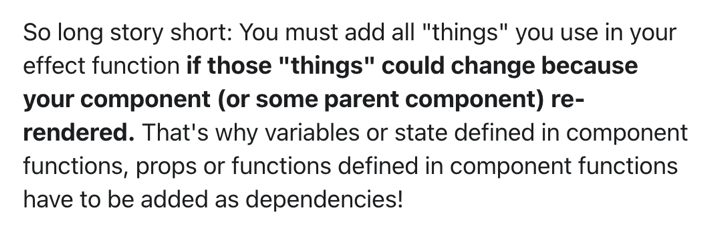 So long story short: You must add all "things" you use in your
effect function if those "things" could change because
your component (or some parent component) re-
rendered. That's why variables or state defined in component
functions, props or functions defined in component functions
have to be added as dependencies!